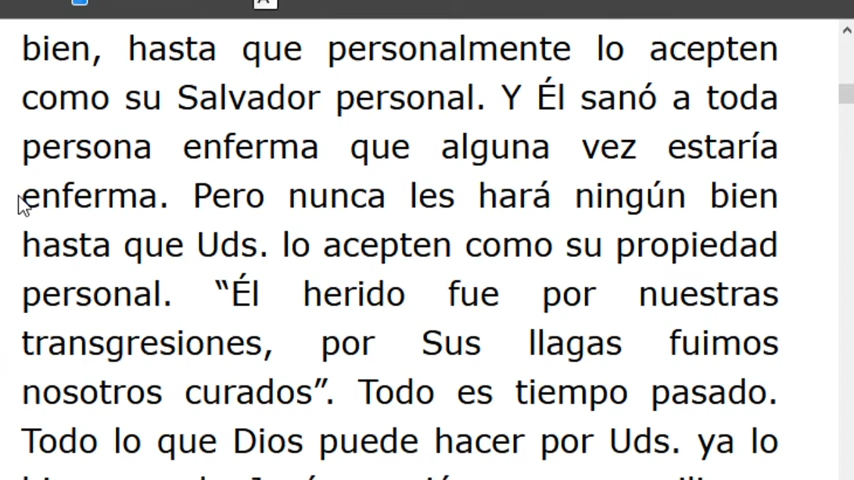 bien, hasta que personalmente lo acepten
como su Salvador personal. Y Él sanó a toda
persona enferma que alguna vez estaría
enferma. Pero nunca les hará ningún bien
hasta que Uds. lo acepten como su propiedad
personal. “Él herido fue por nuestras
transgresiones, por Sus llagas fuimos
nosotros curados”. Todo es tiempo pasado.
Todo lo que Dios puede hacer por Uds. ya lo